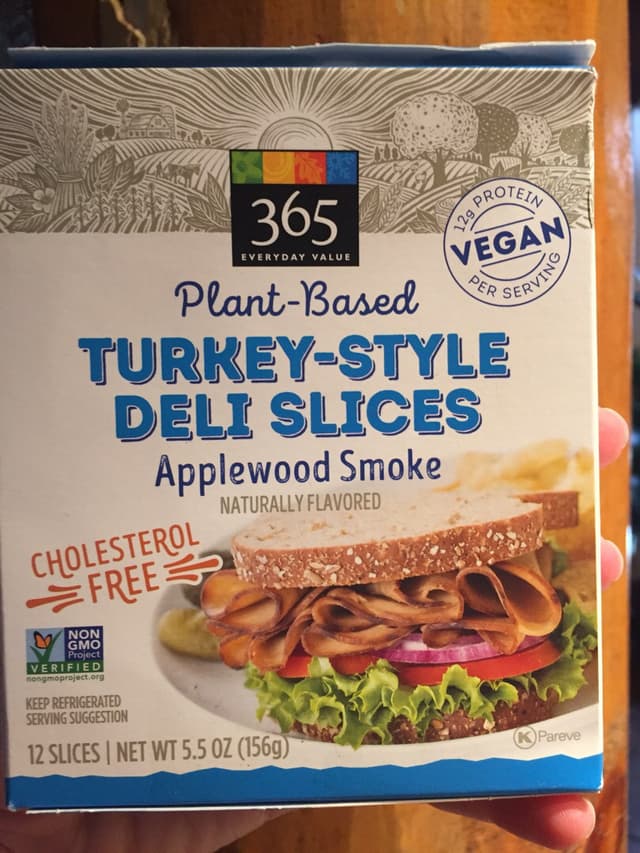 365
EVERYDAY VALUE
12g PROTEIN
VEGAN
PER SERVING
Plant-Based
TURKEY-STYLE
DELI SLICES
Applewood Smoke
NATURALLY FLAVORED
CHOLESTEROL
FREE
NON
GMO
Project
VERIFIED
nongmoproject.org
KEEP REFRIGERATED
SERVING SUGGESTION
12 SLICES | NET WT 5.5 OZ (156g)
K Pareve